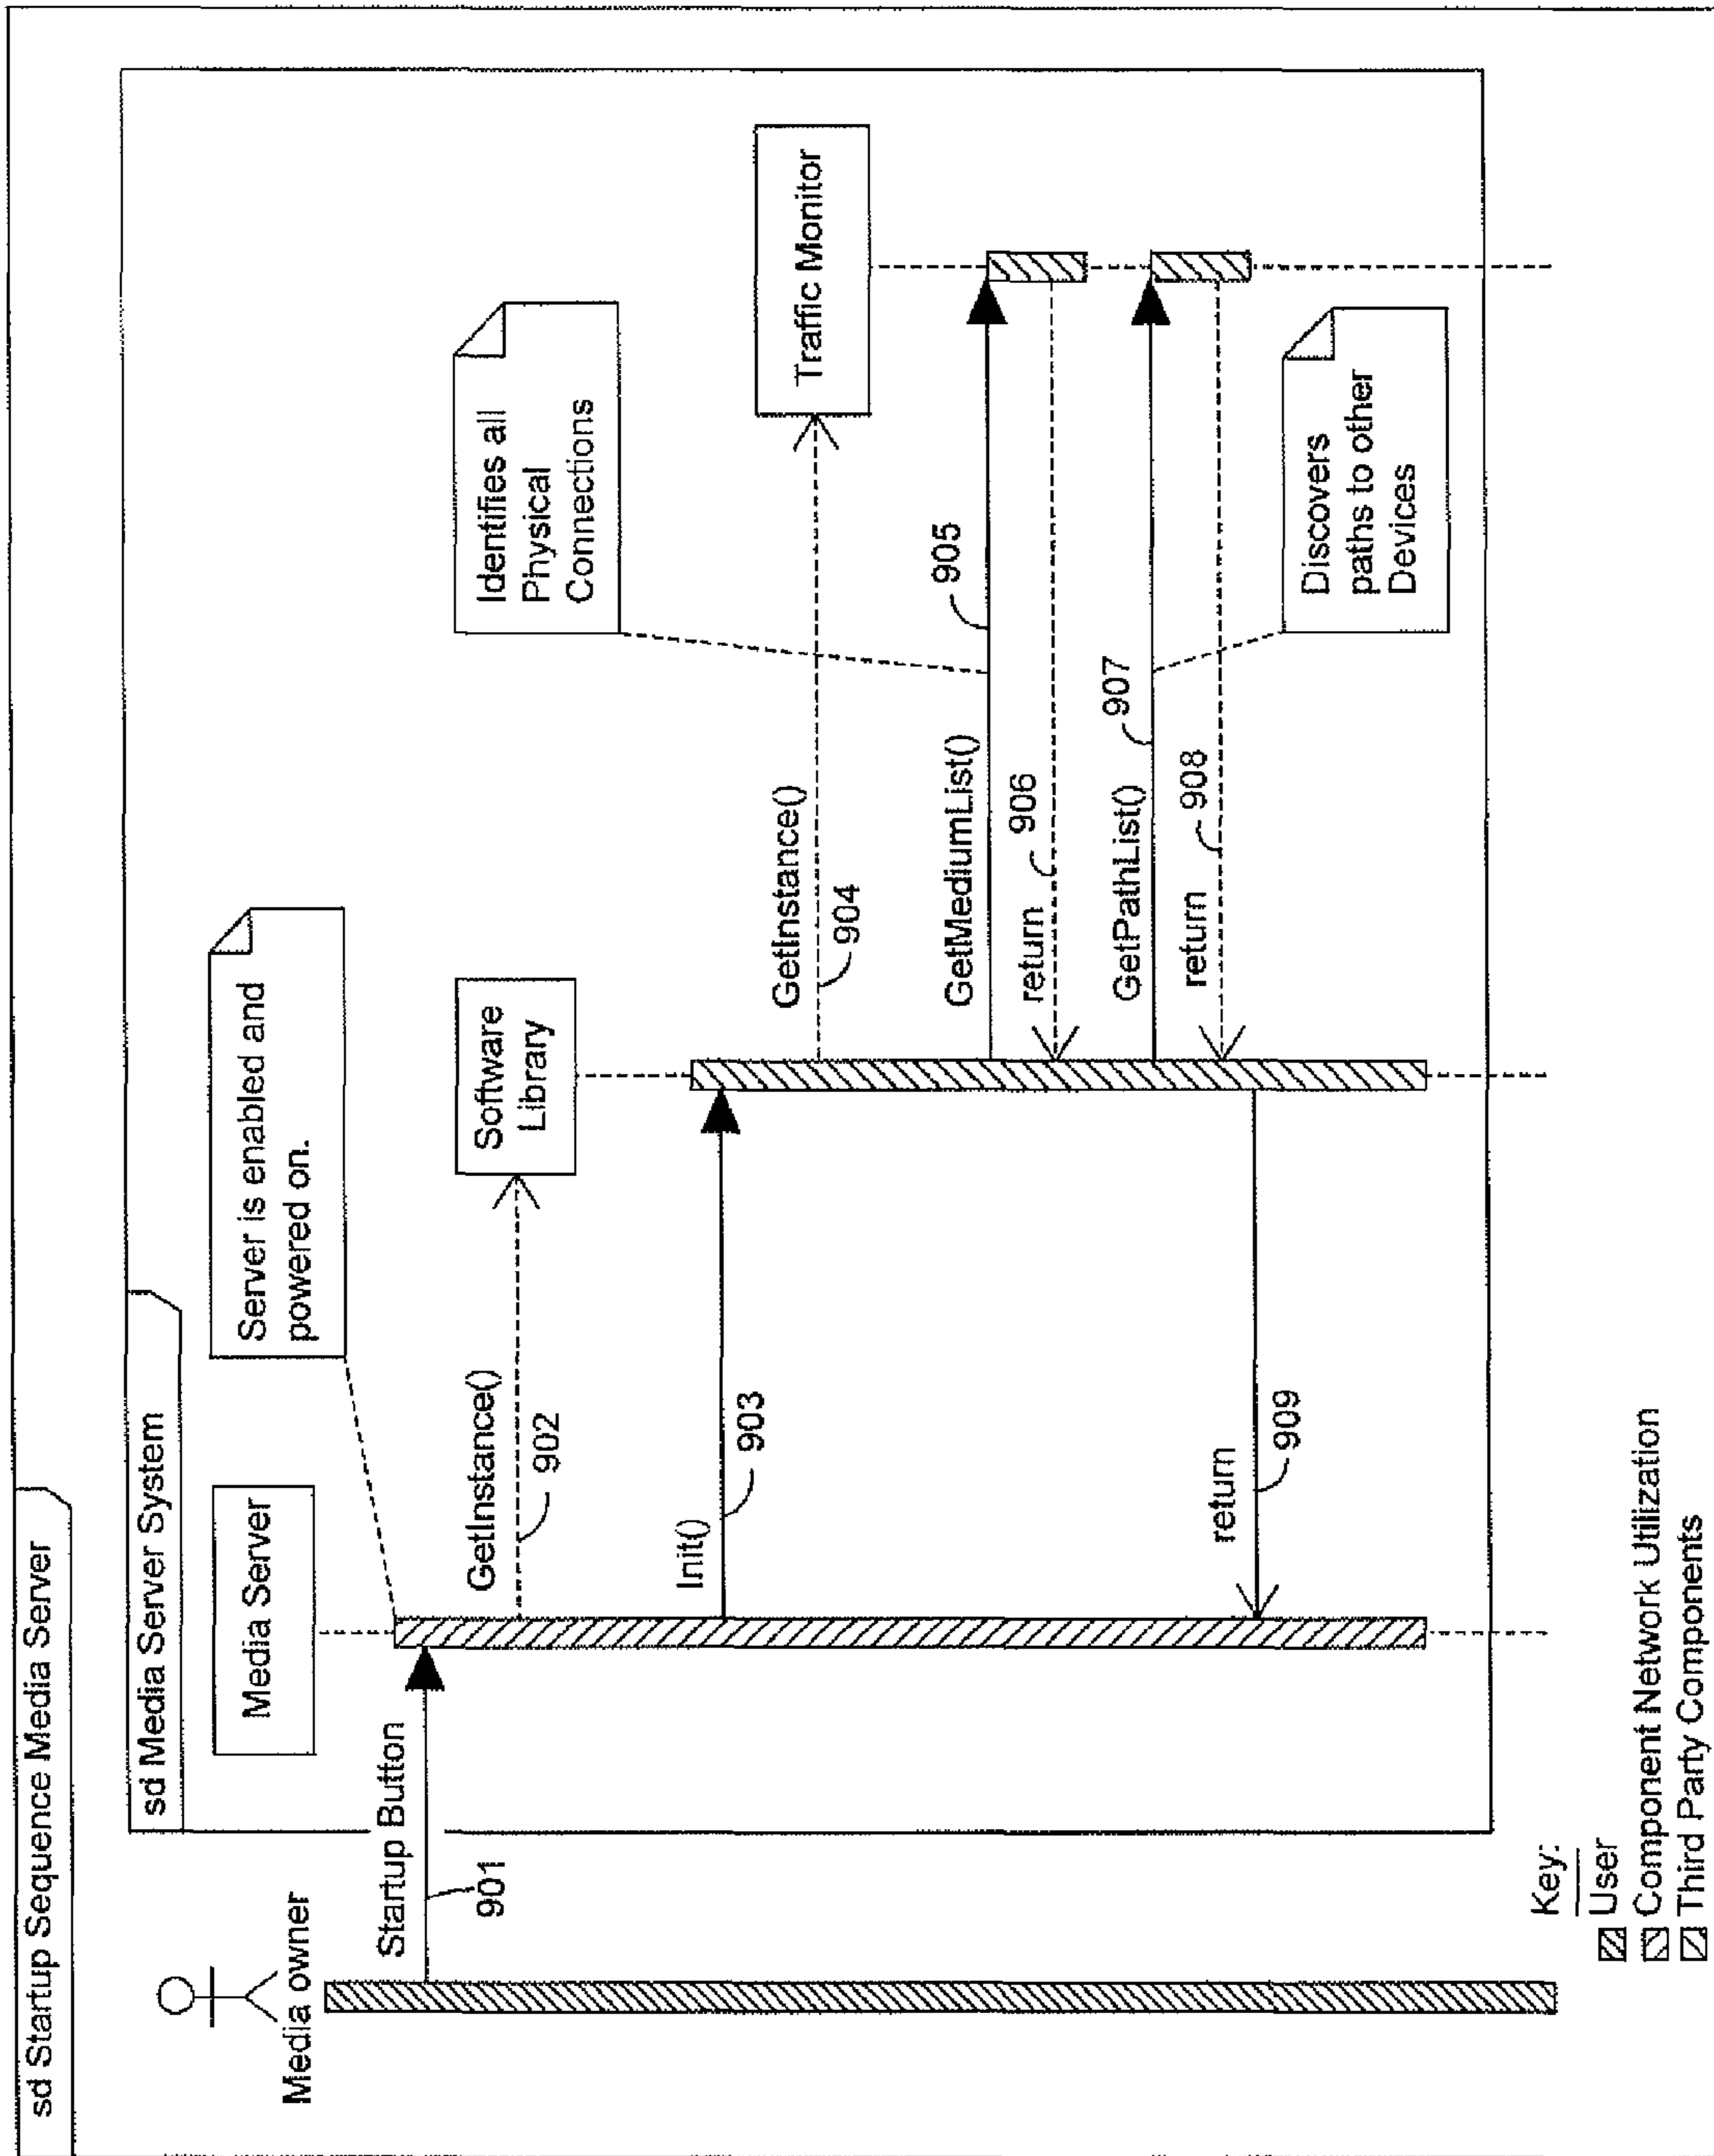 sd Startup Sequence Media Server
sd Media Server System
Media owner
Media Server
Server is enabled and
powered on.
Startup Button
901
GetInstance()
902
Software
Library
Init()
903
GetInstance()
904
Traffic Monitor
Identifies all
Physical
Connections
GetMediumList()
905
return
906
GetPathList()
907
return
908
Discovers
paths to other
Devices
return
909
Key:
User
Component Network Utilization
Third Party Components